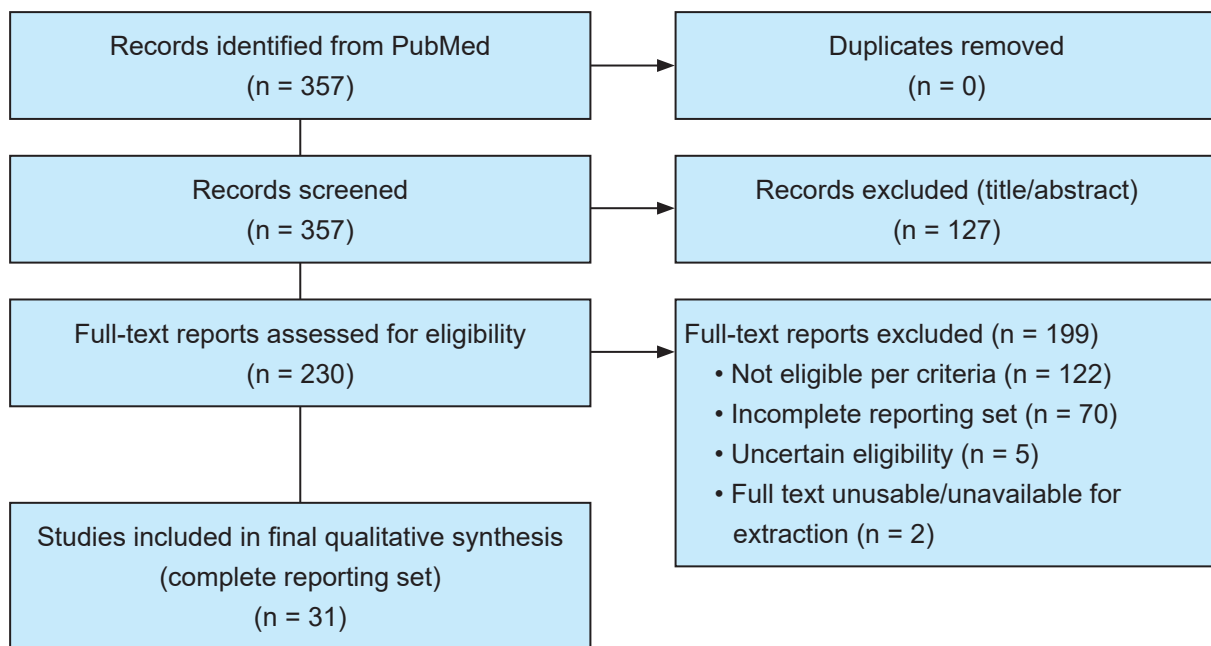 Records identified from PubMed
(n = 357)
Duplicates removed
(n = 0)
Records screened
(n = 357)
Records excluded (title/abstract)
(n = 127)
Full-text reports assessed for eligibility
(n = 230)
Full-text reports excluded (n = 199)
• Not eligible per criteria (n = 122)
• Incomplete reporting set (n = 70)
• Uncertain eligibility (n = 5)
• Full text unusable/unavailable for
extraction (n = 2)
Studies included in final qualitative synthesis
(complete reporting set)
(n = 31)